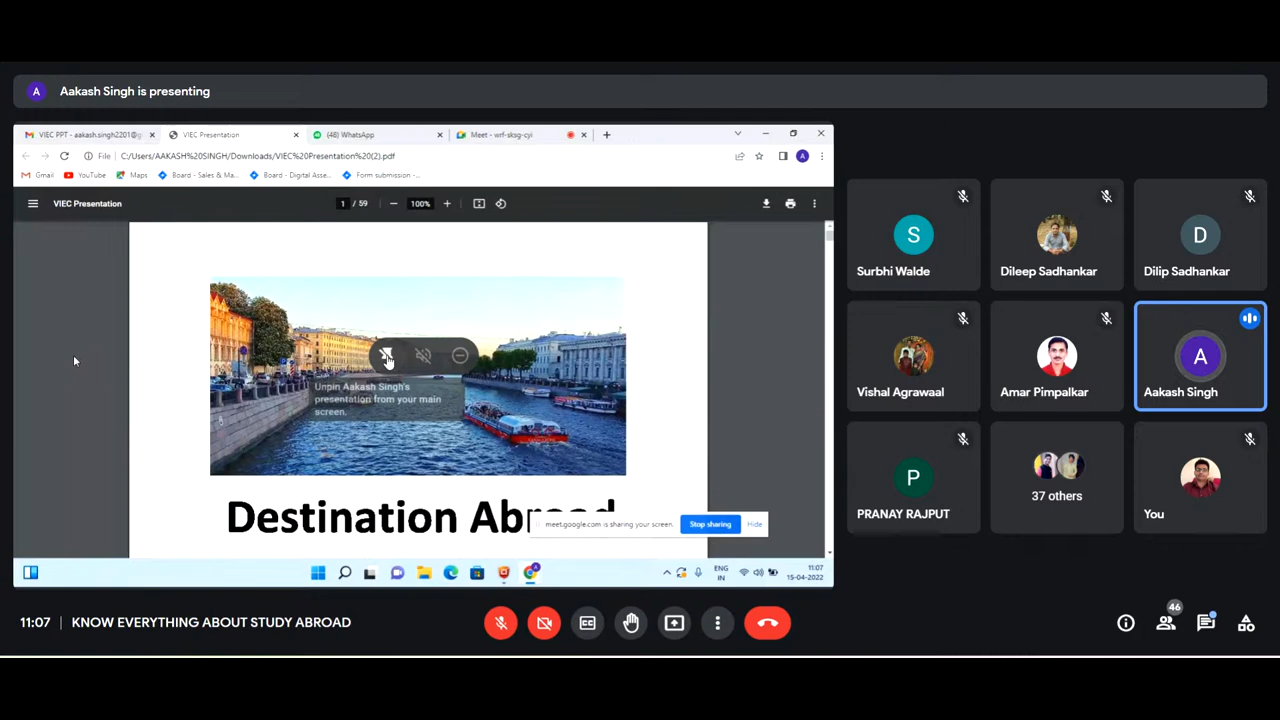 A Aakash Singh is presenting
VIEC PPT - aakash.singh2201@g
VIEC Presentation
(48) WhatsApp
Meet - wrf-sksg-cyi
File C:/Users/AAKASH%20SINGH/Downloads/VIEC%20Presentation%20(2).pdf
A
Gmail YouTube Maps Board - Sales & Ma... Board - Digital Asse... Form submission -...
VIEC Presentation 1 / 59 100%
Unpin Aakash Singh's
presentation from your main
screen.
Destination Abroad
meet.google.com is sharing your screen. Stop sharing Hide
ENG
IN
11:07
15-04-2022
S
Surbhi Walde
Dileep Sadhankar
D
Dilip Sadhankar
Vishal Agrawaal
Amar Pimpalkar
A
Aakash Singh
P
PRANAY RAJPUT
37 others
You
11:07 | KNOW EVERYTHING ABOUT STUDY ABROAD
CC
46